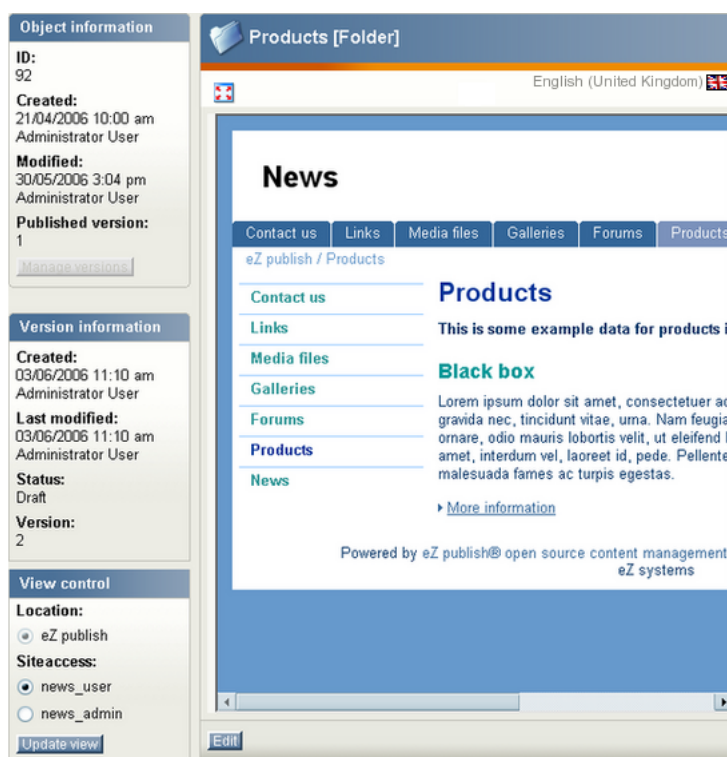 Object information
ID:
92
Created:
21/04/2006 10:00 am
Administrator User
Modified:
30/05/2006 3:04 pm
Administrator User
Published version:
1
Manage versions
Version information
Created:
03/06/2006 11:10 am
Administrator User
Last modified:
03/06/2006 11:10 am
Administrator User
Status:
Draft
Version:
2
View control
Location:
eZ publish
Siteaccess:
news_user
news_admin
Update view
Products [Folder]
English (United Kingdom)
News
Contact us
Links
Media files
Galleries
Forums
Products
eZ publish / Products
Contact us
Links
Media files
Galleries
Forums
Products
News
Products
This is some example data for products
Black box
Lorem ipsum dolor sit amet, consectetuer
gravida nec, tincidunt vitae, urna. Nam
ornare, odio mauris lobortis velit, ut eleifend
amet, interdum vel, laoreet id, pede.
malesuada fames ac turpis egestas.
More information
Powered by eZ publish® open source content management
eZ systems
Edit